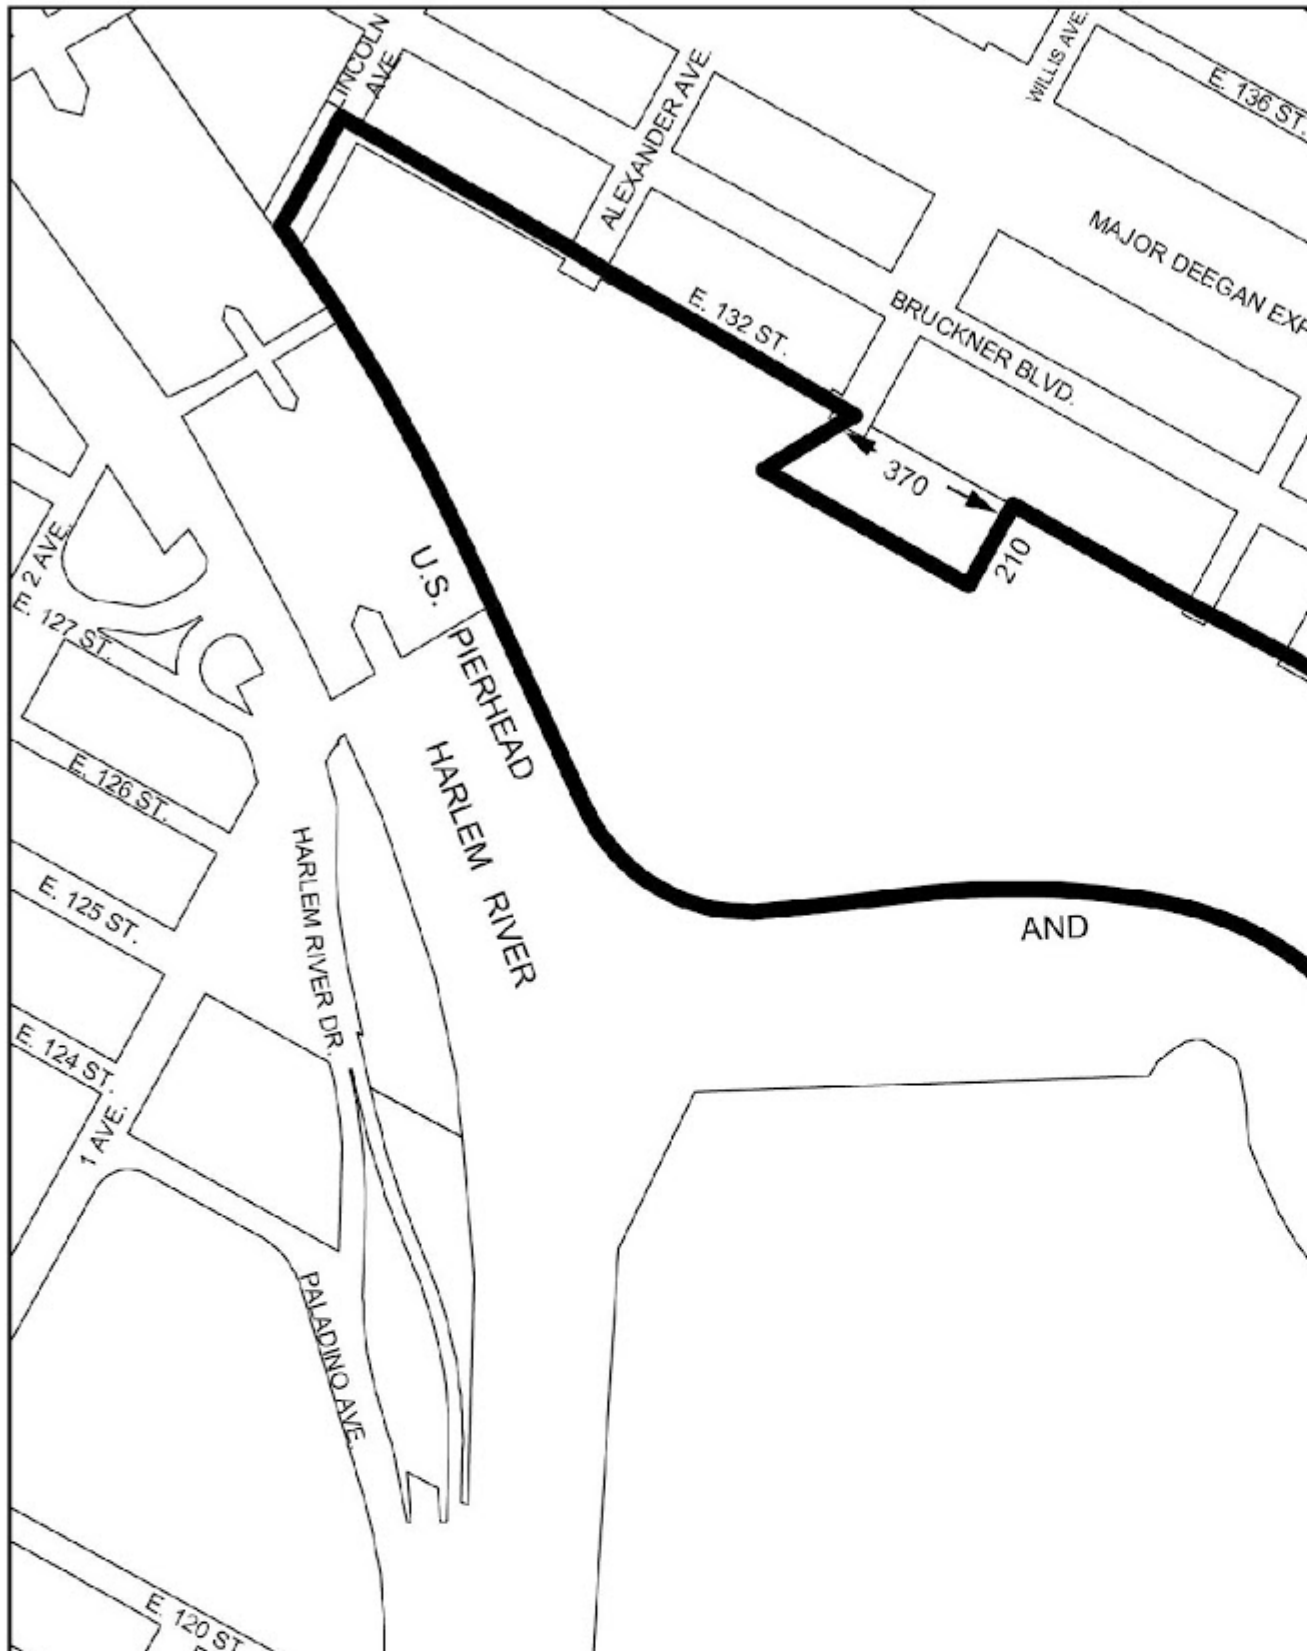 LINCOLN
AVE.
ALEXANDER AVE.
WILLIS AVE.
E. 136 ST.
MAJOR DEEGAN EXP
E. 132 ST.
BRUCKNER BLVD.
370
210
2 AVE.
E. 127 ST.
U.S.
PIERHEAD
HARLEM RIVER
AND
E. 126 ST.
HARLEM RIVER DR.
E. 125 ST.
E. 124 ST.
1 AVE.
PALADINO AVE.
E. 120 ST.